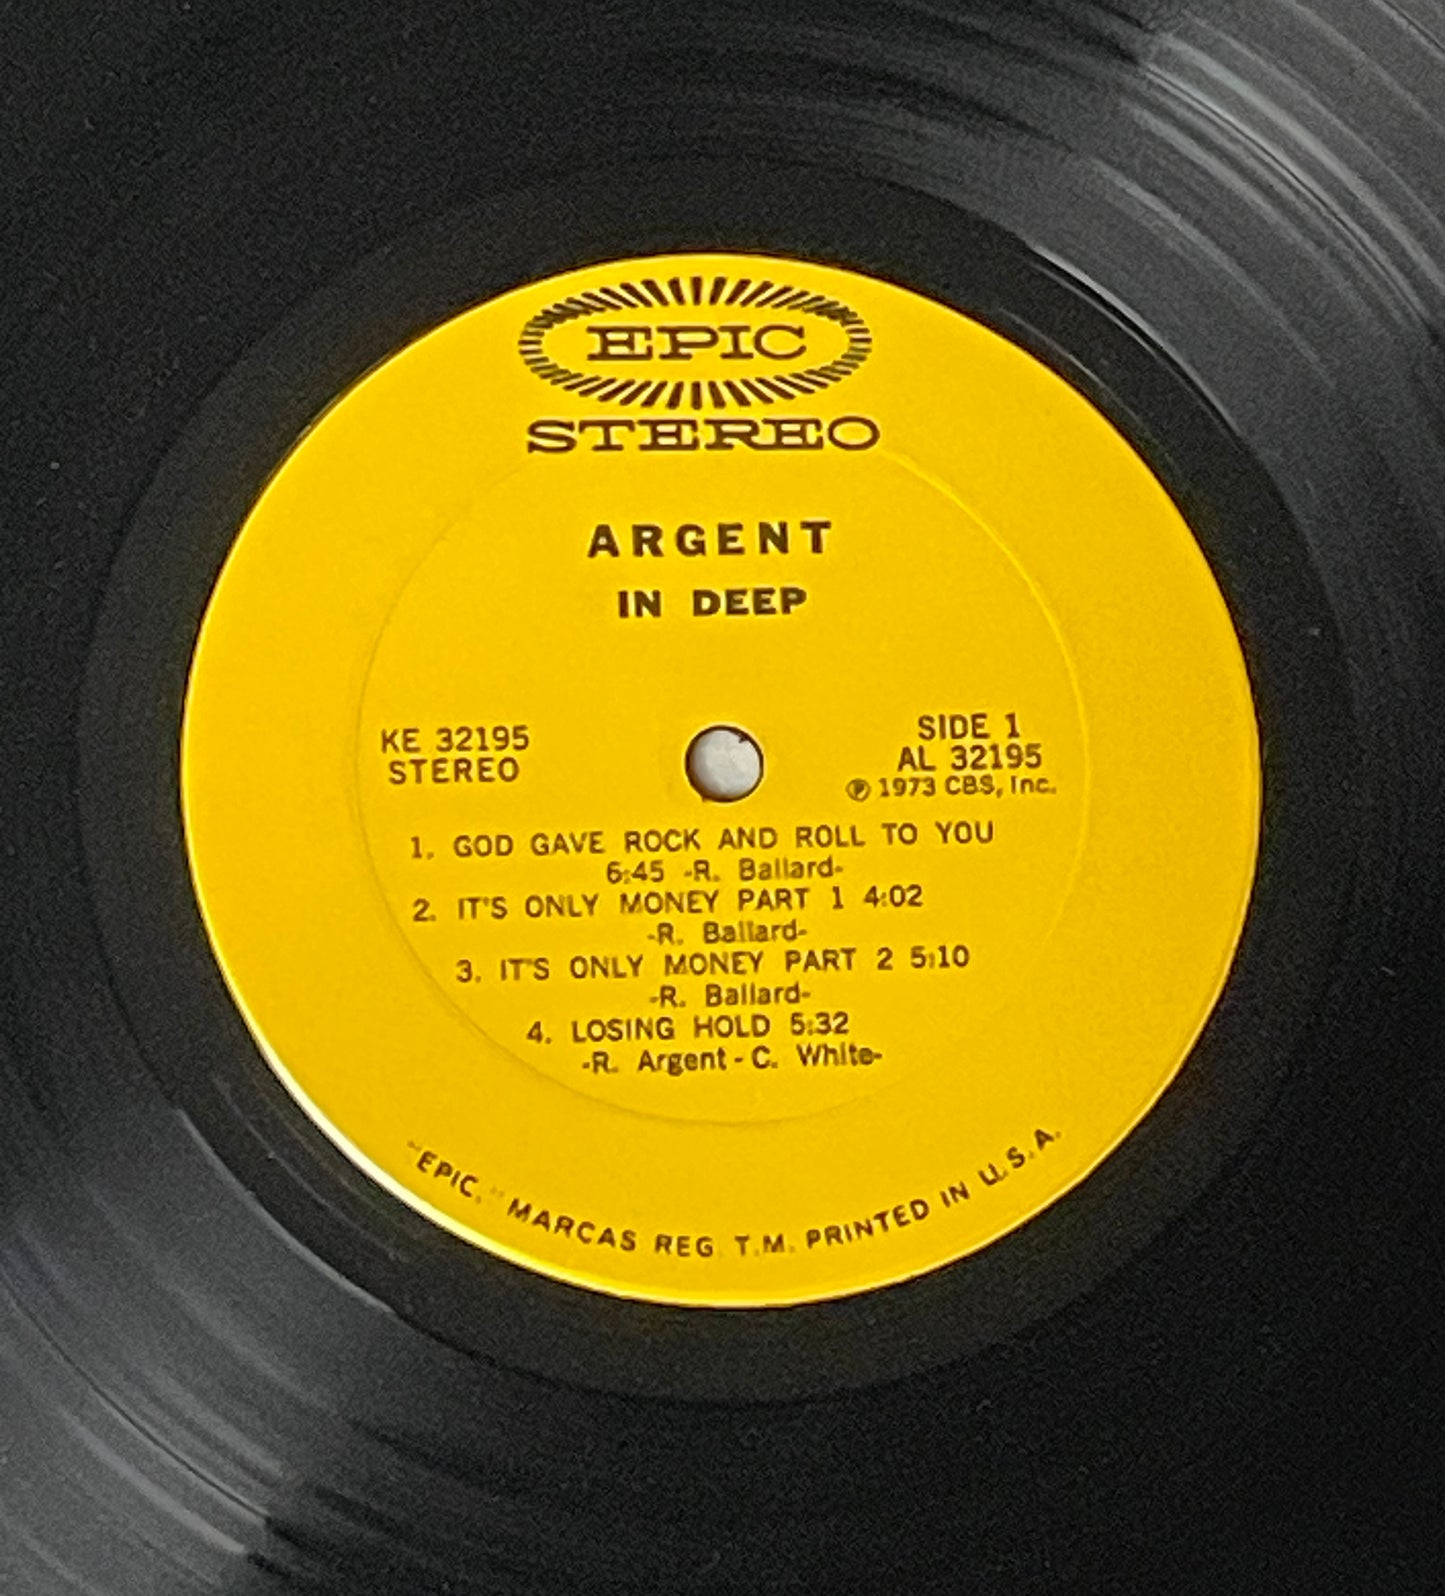 EPIC
STEREO
ARGENT
IN DEEP
KE 32195
STEREO
SIDE 1
AL 32195
℗ 1973 CBS, Inc.
1. GOD GAVE ROCK AND ROLL TO YOU
6:45 -R. Ballard-
2. IT'S ONLY MONEY PART 1 4:02
-R. Ballard-
3. IT'S ONLY MONEY PART 2 5:10
-R. Ballard-
4. LOSING HOLD 5:32
-R. Argent - C. White-
"EPIC," MARCAS REG. T.M. PRINTED IN U.S.A.